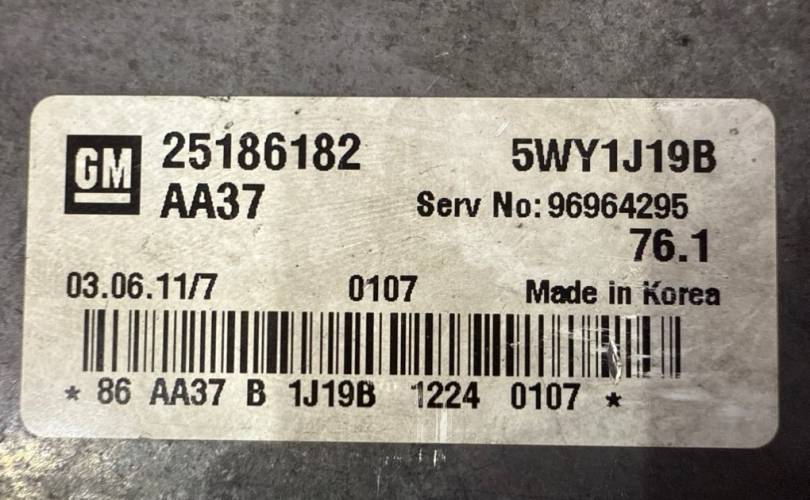 GM 25186182 5WY1J19B
AA37 Serv No: 96964295
76.1
03.06.11/7 0107 Made in Korea
* 86 AA37 B 1J19B 1224 0107 *